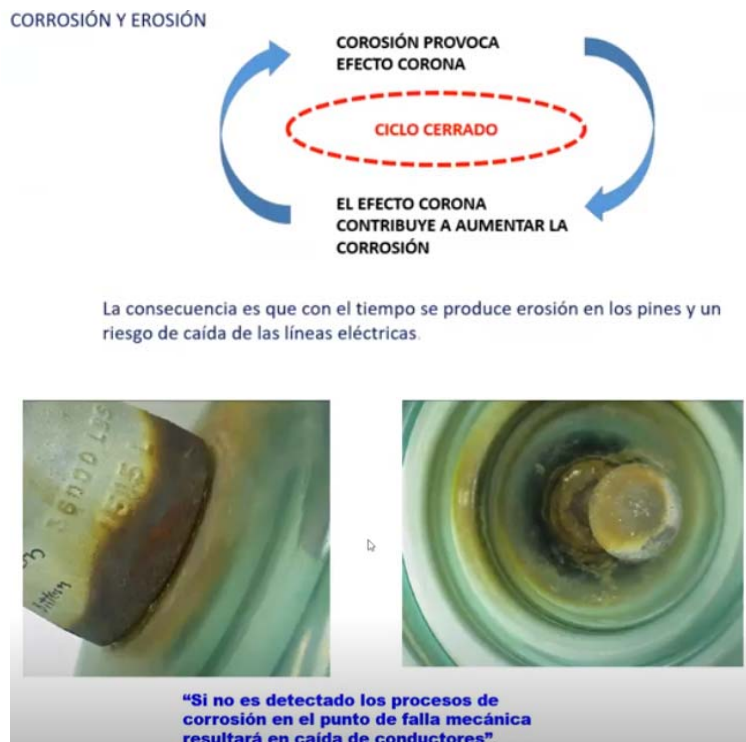 CORROSIÓN Y EROSIÓN
COROSIÓN PROVOCA
EFECTO CORONA
CICLO CERRADO
EL EFECTO CORONA
CONTRIBUYE A AUMENTAR LA
CORROSIÓN
La consecuencia es que con el tiempo se produce erosión en los pines y un
riesgo de caída de las líneas eléctricas.
36000 LBS
“Si no es detectado los procesos de
corrosión en el punto de falla mecánica
resultará en caída de conductores”